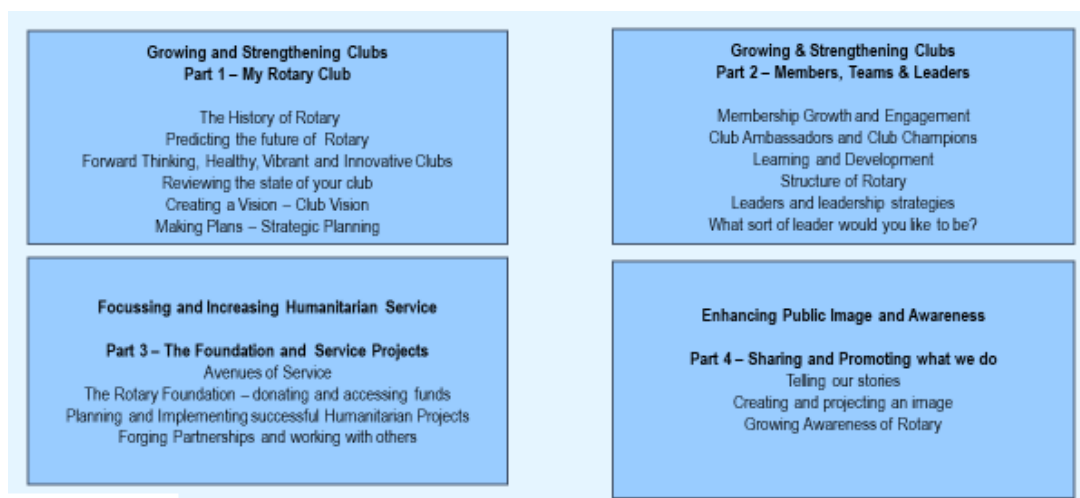 Growing and Strengthening Clubs
Part 1 – My Rotary Club
The History of Rotary
Predicting the future of Rotary
Forward Thinking, Healthy, Vibrant and Innovative Clubs
Reviewing the state of your club
Creating a Vision – Club Vision
Making Plans – Strategic Planning
Growing & Strengthening Clubs
Part 2 – Members, Teams & Leaders
Membership Growth and Engagement
Club Ambassadors and Club Champions
Learning and Development
Structure of Rotary
Leaders and leadership strategies
What sort of leader would you like to be?
Focussing and Increasing Humanitarian Service
Part 3 – The Foundation and Service Projects
Avenues of Service
The Rotary Foundation – donating and accessing funds
Planning and Implementing successful Humanitarian Projects
Forging Partnerships and working with others
Enhancing Public Image and Awareness
Part 4 – Sharing and Promoting what we do
Telling our stories
Creating and projecting an image
Growing Awareness of Rotary